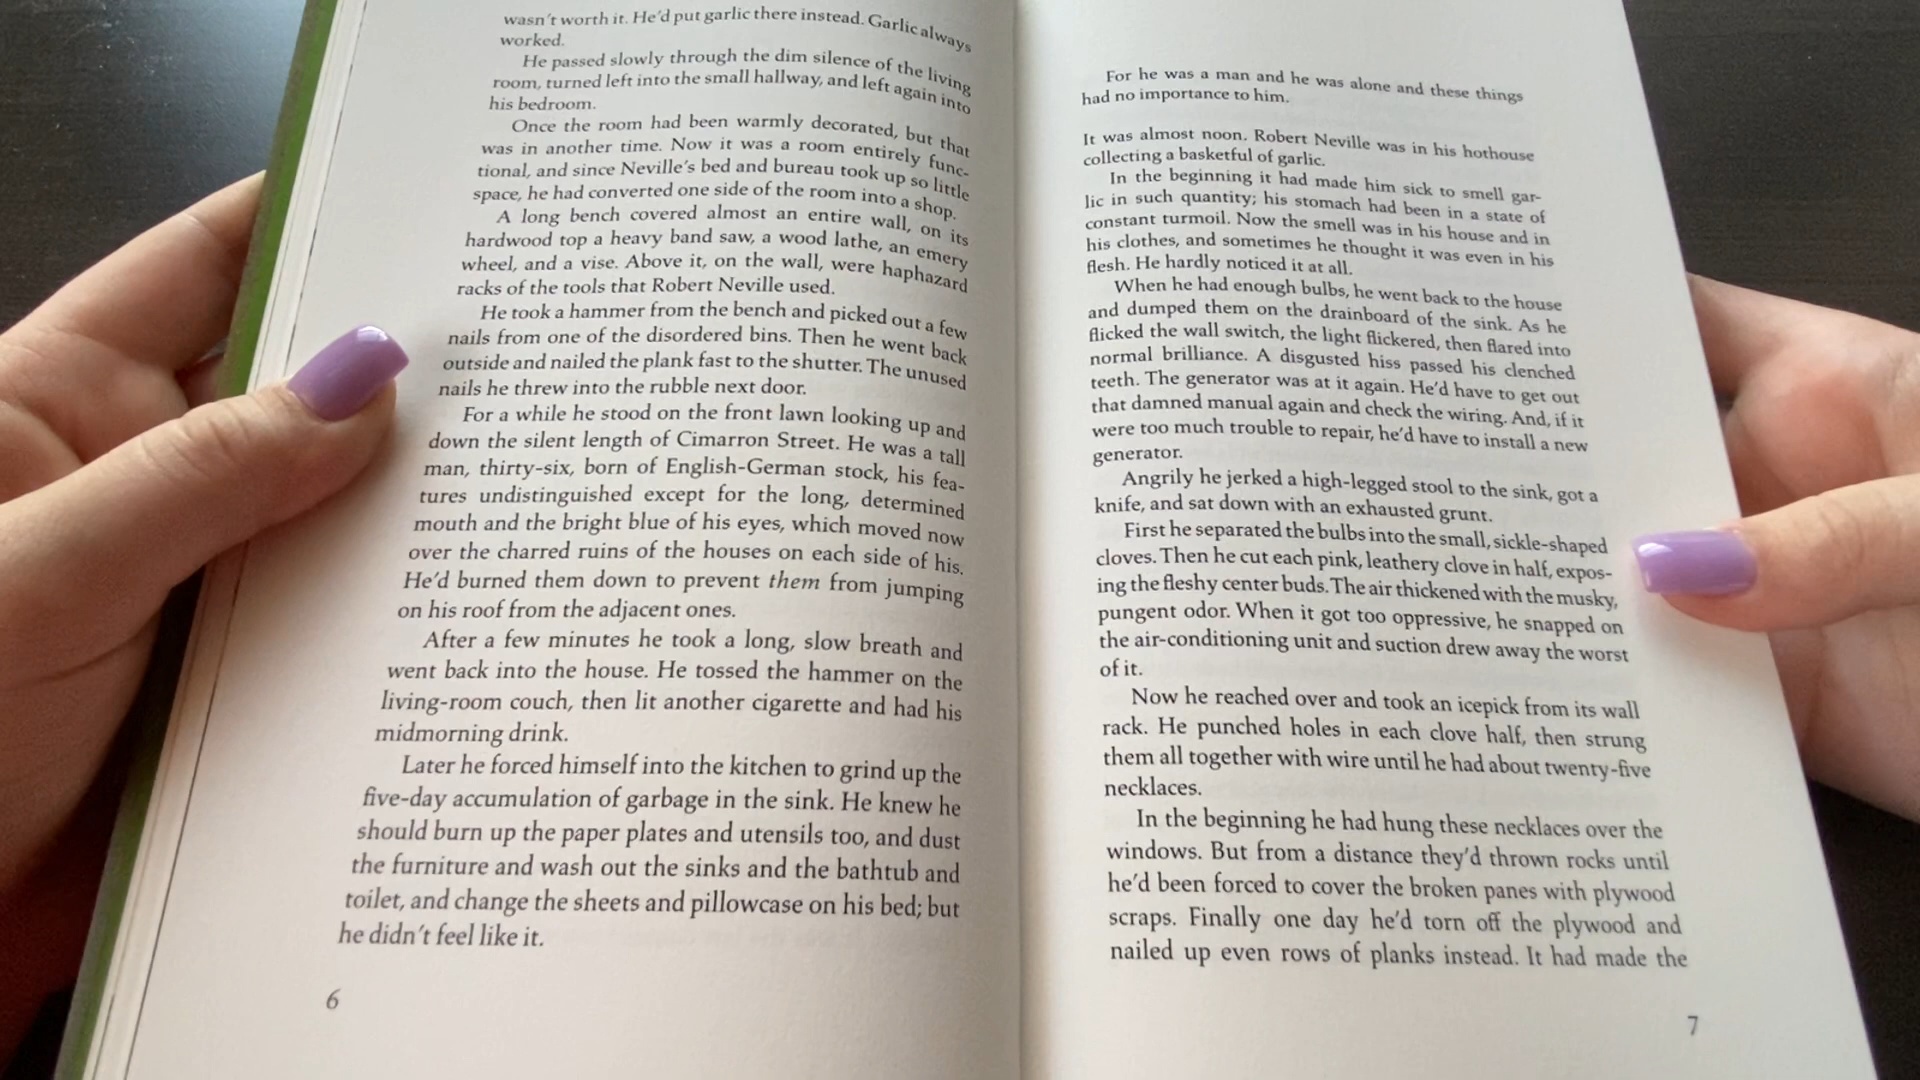 wasn't worth it. He'd put garlic there instead. Garlic always
worked.
He passed slowly through the dim silence of the living
room, turned left into the small hallway, and left again into
his bedroom.
Once the room had been warmly decorated, but that
was in another time. Now it was a room entirely func-
tional, and since Neville's bed and bureau took up so little
space, he had converted one side of the room into a shop.
A long bench covered almost an entire wall, on its
hardwood top a heavy band saw, a wood lathe, an emery
wheel, and a vise. Above it, on the wall, were haphazard
racks of the tools that Robert Neville used.
He took a hammer from the bench and picked out a few
nails from one of the disordered bins. Then he went back
outside and nailed the plank fast to the shutter. The unused
nails he threw into the rubble next door.
For a while he stood on the front lawn looking up and
down the silent length of Cimarron Street. He was a tall
man, thirty-six, born of English-German stock, his fea-
tures undistinguished except for the long, determined
mouth and the bright blue of his eyes, which moved now
over the charred ruins of the houses on each side of his.
He'd burned them down to prevent them from jumping
on his roof from the adjacent ones.
After a few minutes he took a long, slow breath and
went back into the house. He tossed the hammer on the
living-room couch, then lit another cigarette and had his
midmorning drink.
Later he forced himself into the kitchen to grind up the
five-day accumulation of garbage in the sink. He knew he
should burn up the paper plates and utensils too, and dust
the furniture and wash out the sinks and the bathtub and
toilet, and change the sheets and pillowcase on his bed; but
he didn't feel like it.
6
For he was a man and he was alone and these things
had no importance to him.
It was almost noon. Robert Neville was in his hothouse
collecting a basketful of garlic.
In the beginning it had made him sick to smell gar-
lic in such quantity; his stomach had been in a state of
constant turmoil. Now the smell was in his house and in
his clothes, and sometimes he thought it was even in his
flesh. He hardly noticed it at all.
When he had enough bulbs, he went back to the house
and dumped them on the drainboard of the sink. As he
flicked the wall switch, the light flickered, then flared into
normal brilliance. A disgusted hiss passed his clenched
teeth. The generator was at it again. He'd have to get out
that damned manual again and check the wiring. And, if it
were too much trouble to repair, he'd have to install a new
generator.
Angrily he jerked a high-legged stool to the sink, got a
knife, and sat down with an exhausted grunt.
First he separated the bulbs into the small, sickle-shaped
cloves. Then he cut each pink, leathery clove in half, expos-
ing the fleshy center buds. The air thickened with the musky,
pungent odor. When it got too oppressive, he snapped on
the air-conditioning unit and suction drew away the worst
of it.
Now he reached over and took an icepick from its wall
rack. He punched holes in each clove half, then strung
them all together with wire until he had about twenty-five
necklaces.
In the beginning he had hung these necklaces over the
windows. But from a distance they'd thrown rocks until
he'd been forced to cover the broken panes with plywood
scraps. Finally one day he'd torn off the plywood and
nailed up even rows of planks instead. It had made the
7